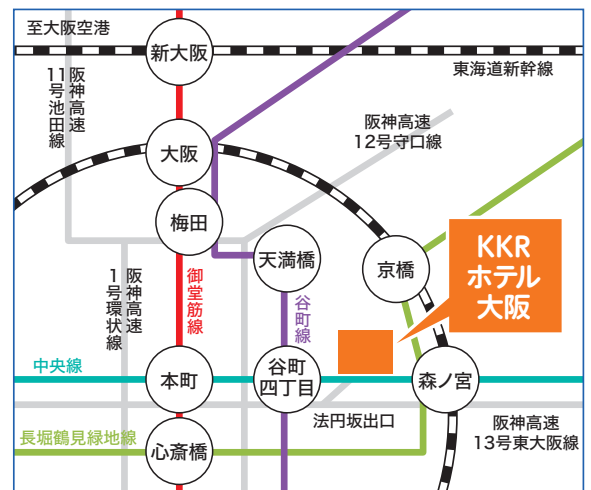 至大阪空港
新大阪
東海道新幹線
阪神高速
11号池田線
阪神高速
12号守口線
大阪
梅田
天満橋
京橋
KKR
ホテル
大阪
阪神高速
1号環状線
御堂筋線
谷町線
中央線
本町
谷町
四丁目
森ノ宮
法円坂出口
阪神高速
13号東大阪線
長堀鶴見緑地線
心斎橋